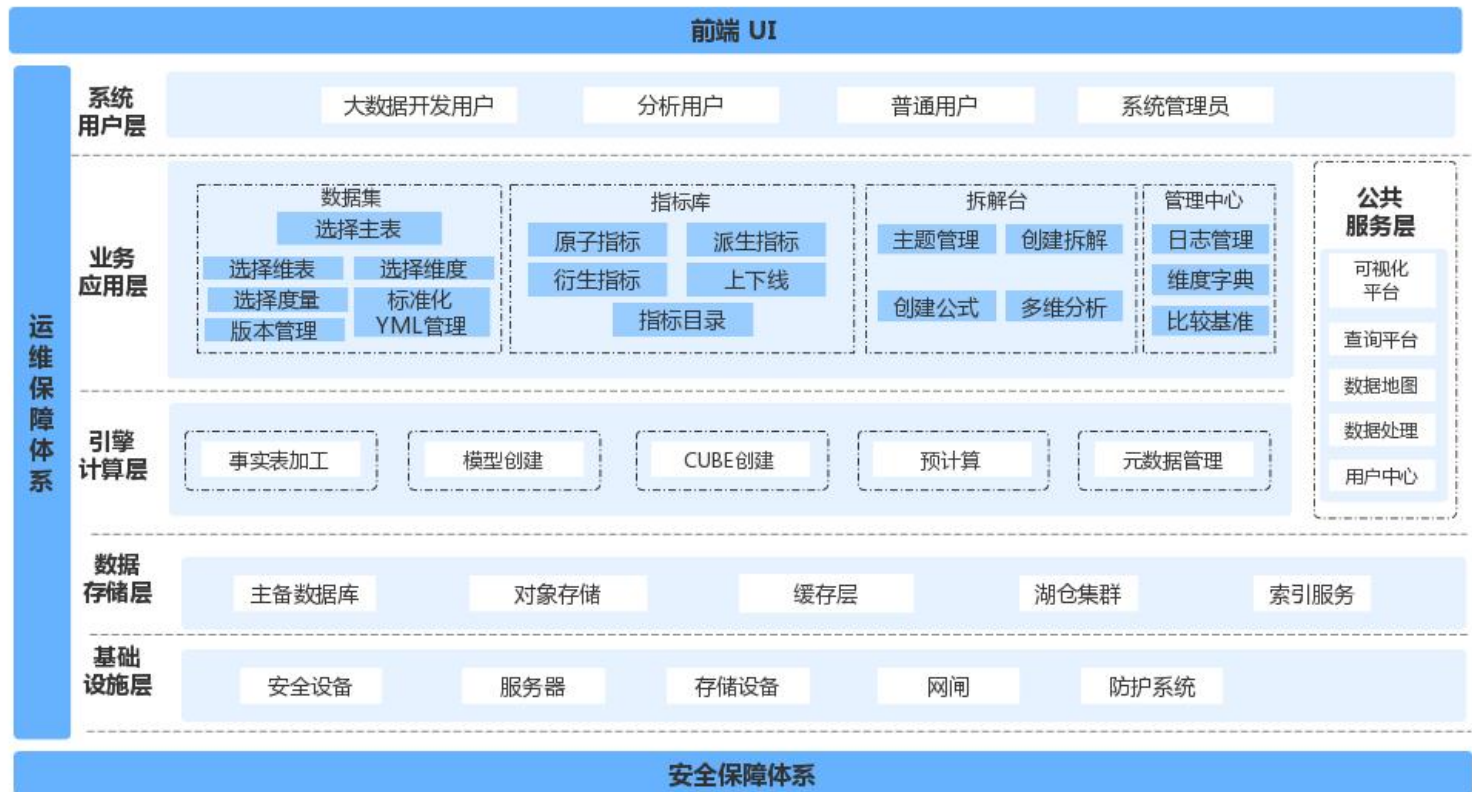 前端 UI
运维保障体系
系统
用户层
大数据开发用户
分析用户
普通用户
系统管理员
业务
应用层
数据集
选择主表
选择维表
选择维度
选择度量
标准化
YML管理
版本管理
指标库
原子指标
派生指标
衍生指标
上下线
指标目录
拆解台
主题管理
创建拆解
创建公式
多维分析
管理中心
日志管理
维度字典
比较基准
公共
服务层
可视化
平台
查询平台
数据地图
数据处理
用户中心
引擎
计算层
事实表加工
模型创建
CUBE创建
预计算
元数据管理
数据
存储层
主备数据库
对象存储
缓存层
湖仓集群
索引服务
基础
设施层
安全设备
服务器
存储设备
网闸
防护系统
安全保障体系